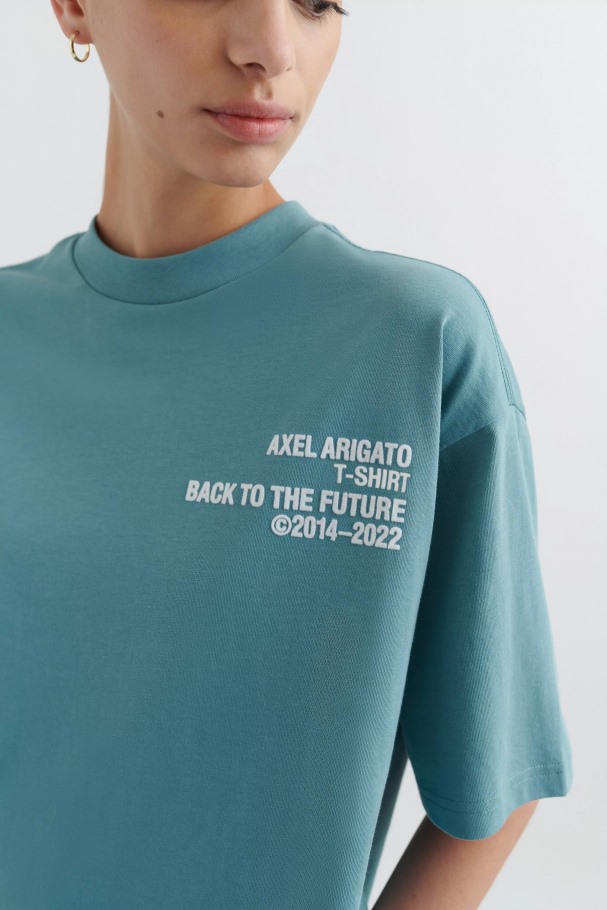 AXEL ARIGATO
T-SHIRT
BACK TO THE FUTURE
©2014–2022